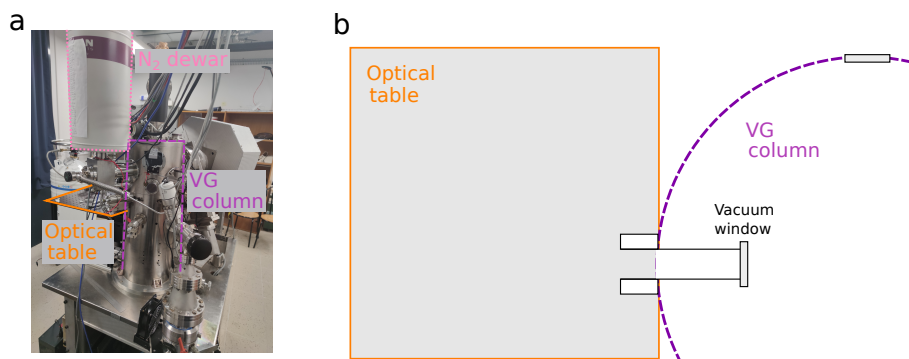 a
N₂ dewar
VG
column
Optical
table
b
Optical
table
VG
column
Vacuum
window